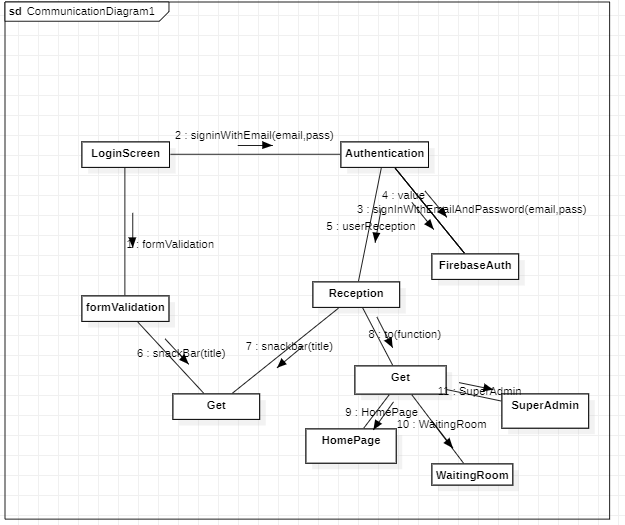 sd CommunicationDiagram1
2 : signinWithEmail(email,pass)
LoginScreen
Authentication
4 : value
3 : signInWithEmailAndPassword(email,pass)
5 : userReception
1 : formValidation
FirebaseAuth
Reception
formValidation
8 : to(function)
7 : snackbar(title)
6 : snackBar(title)
Get
11 : SuperAdmin
Get
SuperAdmin
9 : HomePage
10 : WaitingRoom
HomePage
WaitingRoom